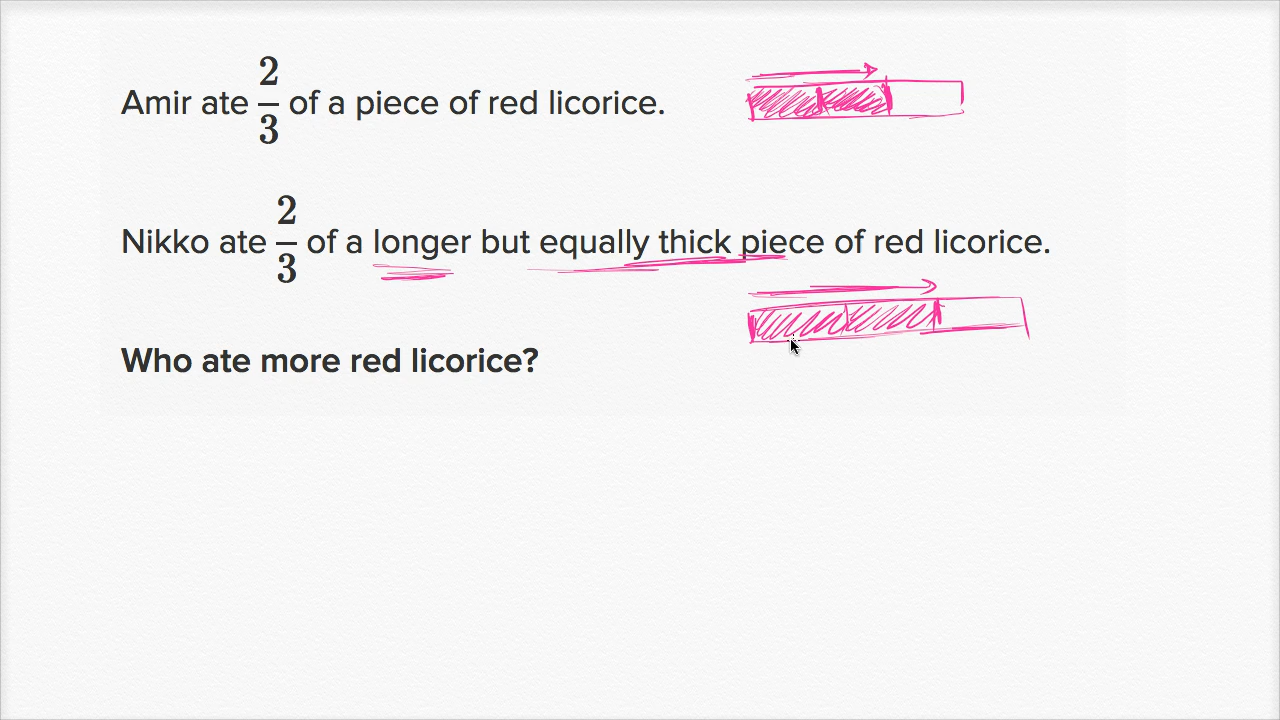 Amir ate 2/3 of a piece of red licorice.
Nikko ate 2/3 of a longer but equally thick piece of red licorice.
Who ate more red licorice?